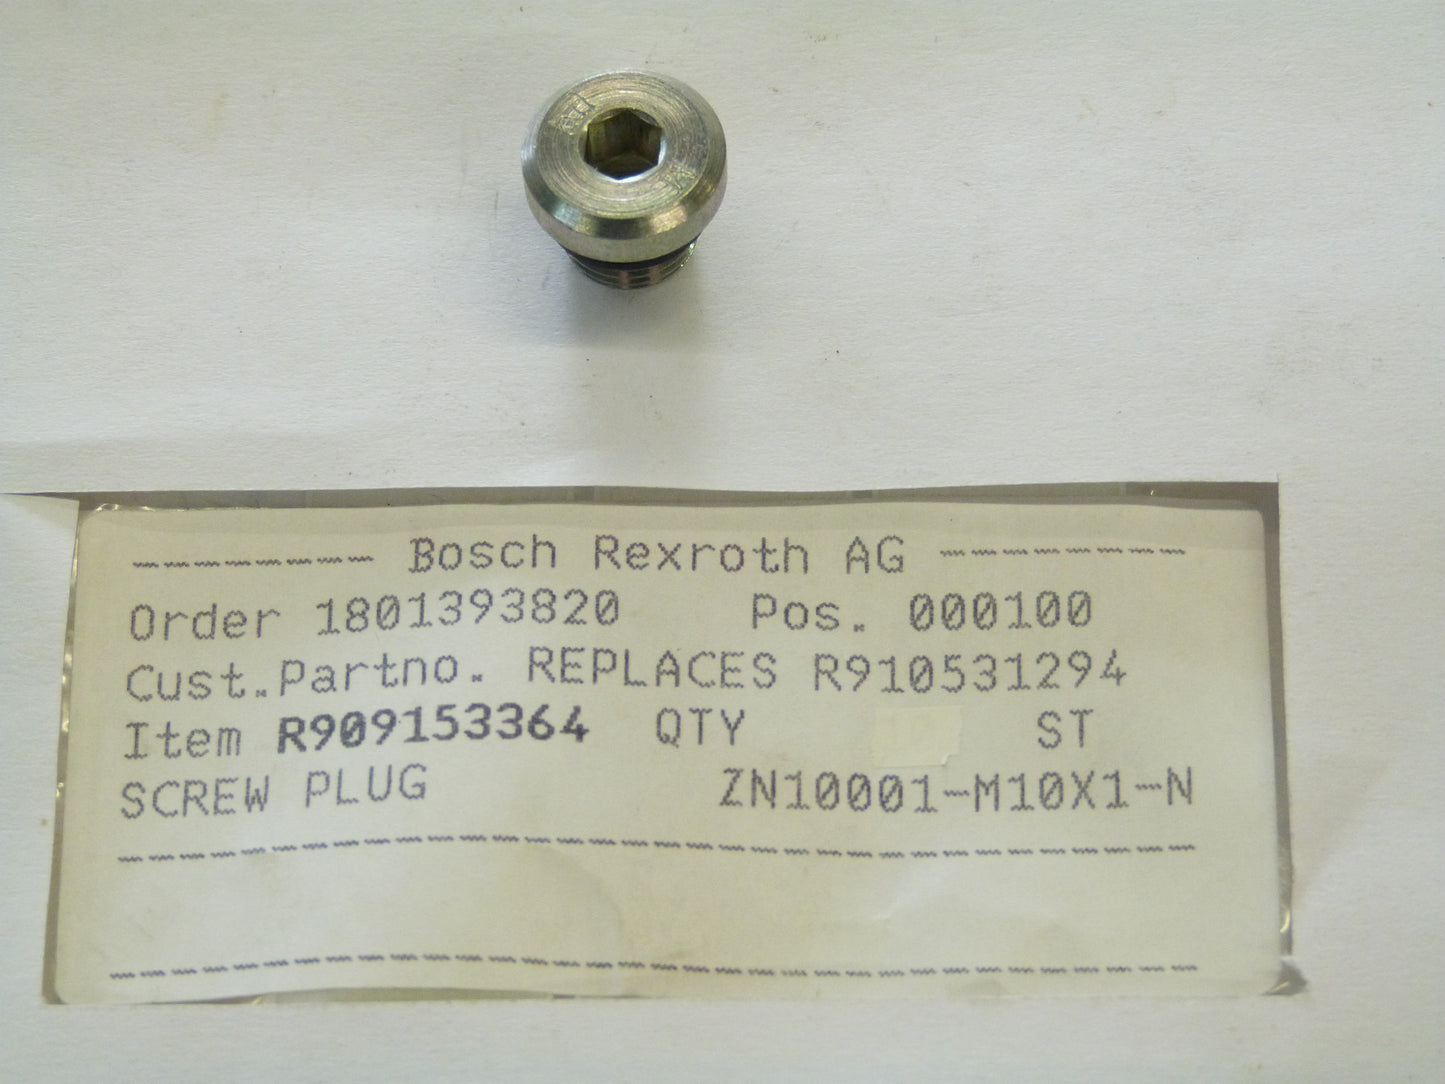 -------- Bosch Rexroth AG --------
Order 1801393820 Pos. 000100
Cust.Partno. REPLACES R910531294
Item R909153364 QTY ST
SCREW PLUG ZN10001-M10X1-N